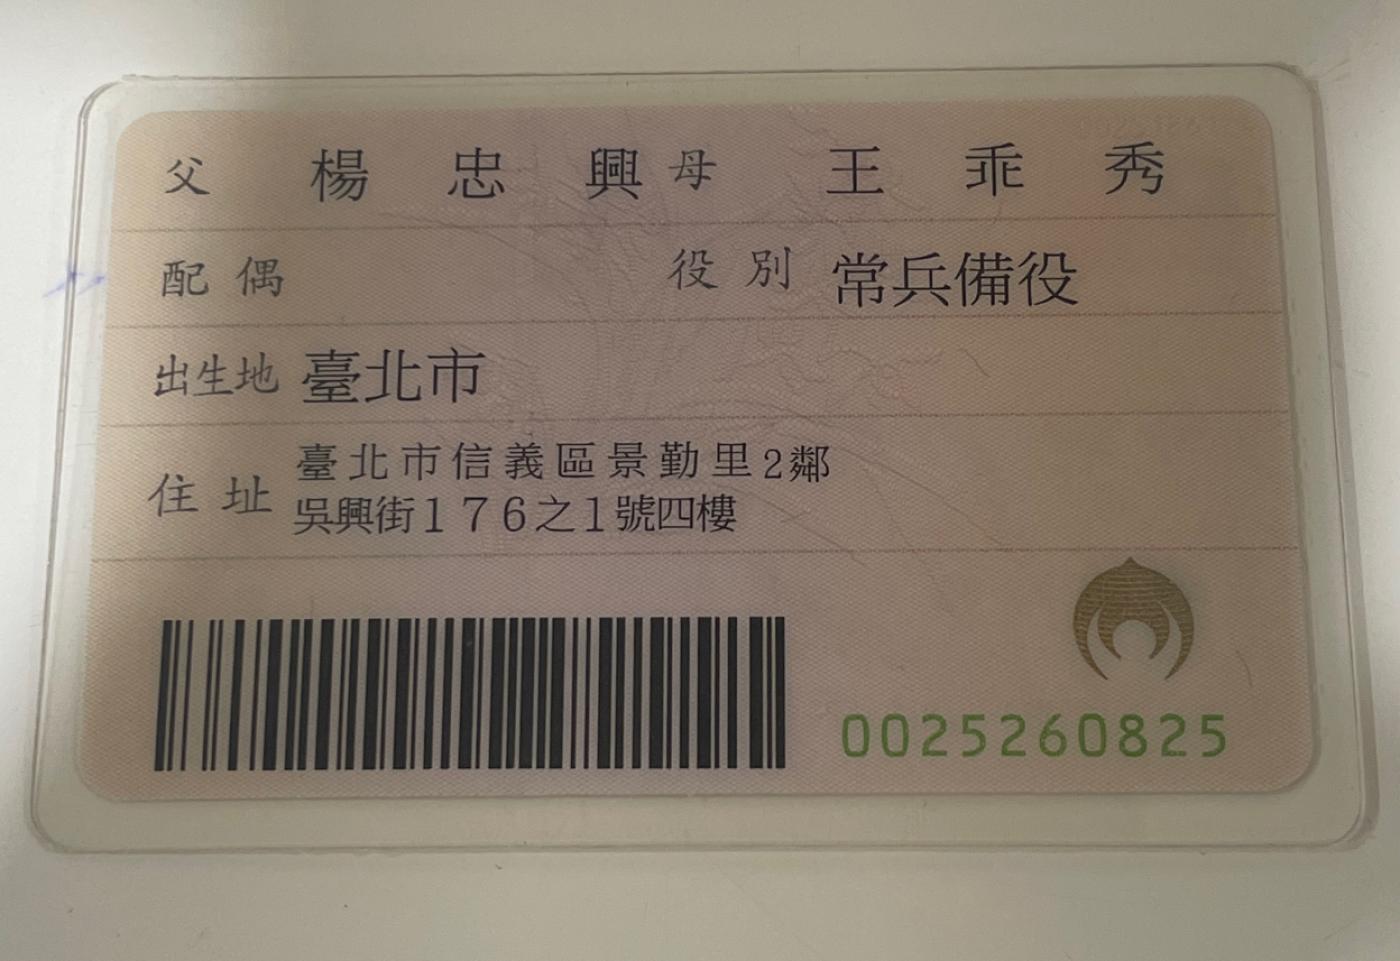 父 楊忠興 母 王乖秀
配偶 役別 常兵備役
出生地 臺北市
住址 臺北市信義區景勤里2鄰
吳興街176之1號四樓
0025260825